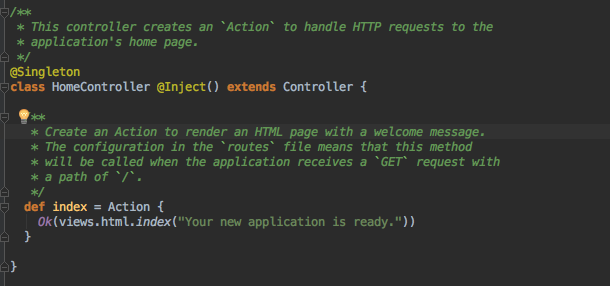 /**
 * This controller creates an `Action` to handle HTTP requests to the
 * application's home page.
 */
@Singleton
class HomeController @Inject() extends Controller {
  /**
   * Create an Action to render an HTML page with a welcome message.
   * The configuration in the `routes` file means that this method
   * will be called when the application receives a `GET` request with
   * a path of `/`.
   */
  def index = Action {
    Ok(views.html.index("Your new application is ready."))
  }
}